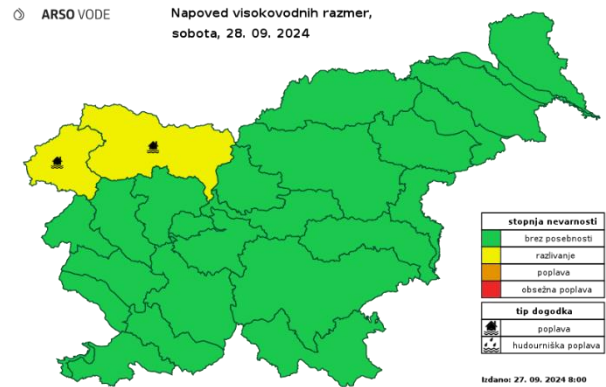 ARSO VODE
Napoved visokovodnih razmer,
sobota, 28. 09. 2024
stopnja nevarnosti
brez posebnosti
razlivanje
poplava
obsežna poplava
tip dogodka
poplava
hudourniška poplava
Izdano: 27. 09. 2024 8:00